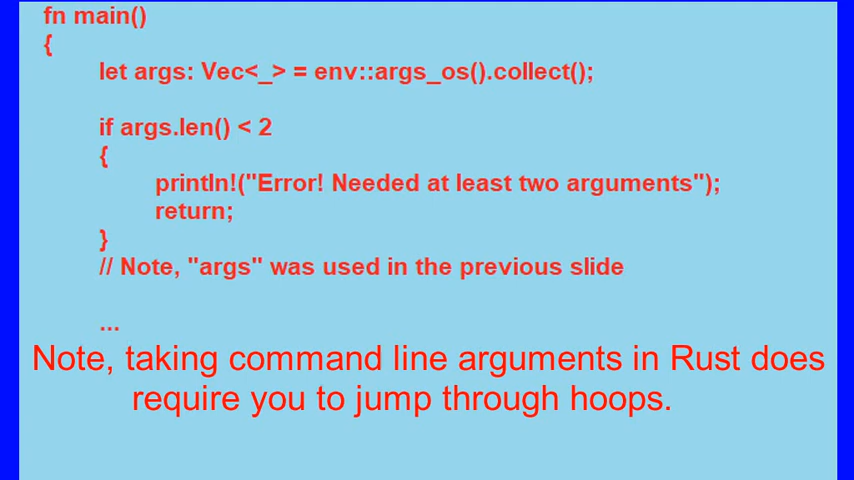 fn main()
{
let args: Vec<_> = env::args_os().collect();
if args.len() < 2
{
println!("Error! Needed at least two arguments");
return;
}
// Note, "args" was used in the previous slide
...
Note, taking command line arguments in Rust does
require you to jump through hoops.